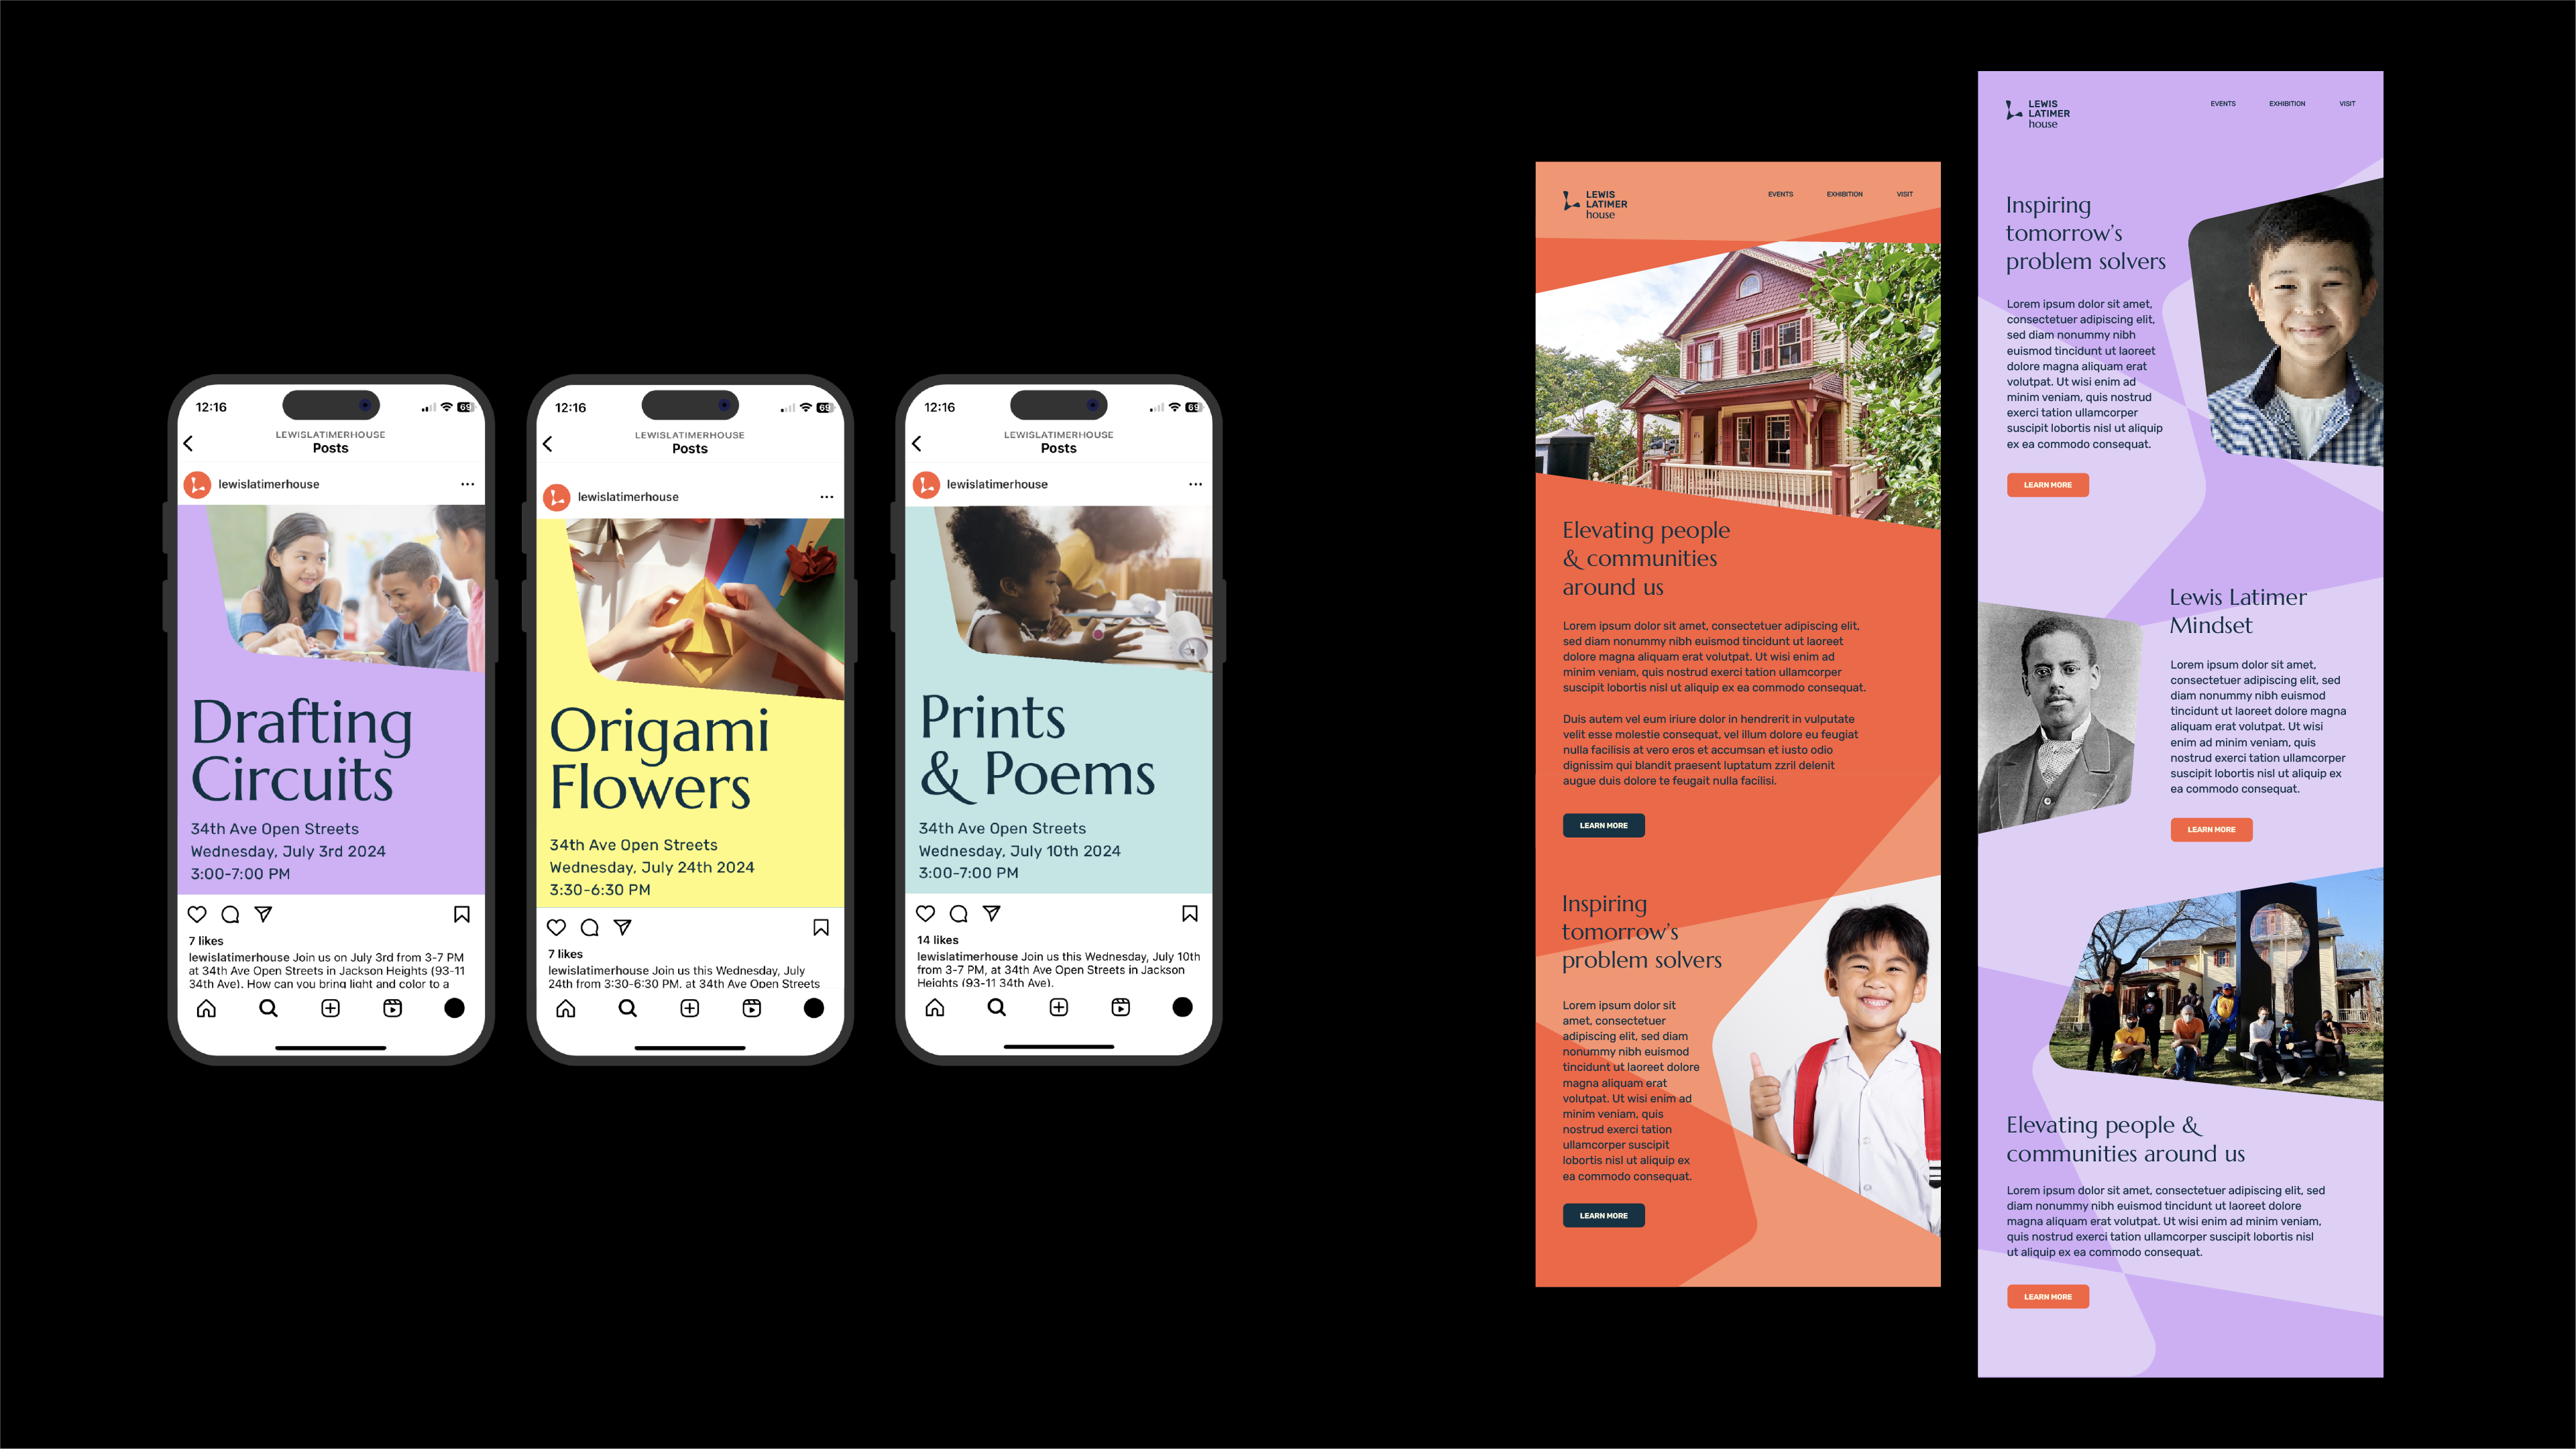 12:16
69
LEWISLATIMERHOUSE
Posts
lewislatimerhouse
Drafting
Circuits
34th Ave Open Streets
Wednesday, July 3rd 2024
3:00-7:00 PM
7 likes
lewislatimerhouse Join us on July 3rd from 3-7 PM
at 34th Ave Open Streets in Jackson Heights (93-11
34th Ave). How can you bring light and color to a
12:16
69
LEWISLATIMERHOUSE
Posts
lewislatimerhouse
Origami
Flowers
34th Ave Open Streets
Wednesday, July 24th 2024
3:30-6:30 PM
7 likes
lewislatimerhouse Join us this Wednesday, July
24th from 3:30-6:30 PM, at 34th Ave Open Streets
12:16
69
LEWISLATIMERHOUSE
Posts
lewislatimerhouse
Prints
& Poems
34th Ave Open Streets
Wednesday, July 10th 2024
3:00-7:00 PM
14 likes
lewislatimerhouse Join us this Wednesday, July 10th
from 3-7 PM, at 34th Ave Open Streets in Jackson
Heights (93-11 34th Ave).
LEWIS
LATIMER
house
EVENTS EXHIBITION VISIT
Elevating people
& communities
around us
Lorem ipsum dolor sit amet, consectetuer adipiscing elit,
sed diam nonummy nibh euismod tincidunt ut laoreet
dolore magna aliquam erat volutpat. Ut wisi enim ad
minim veniam, quis nostrud exerci tation ullamcorper
suscipit lobortis nisl ut aliquip ex ea commodo consequat.
Duis autem vel eum iriure dolor in hendrerit in vulputate
velit esse molestie consequat, vel illum dolore eu feugiat
nulla facilisis at vero eros et accumsan et iusto odio
dignissim qui blandit praesent luptatum zzril delenit
augue duis dolore te feugait nulla facilisi.
LEARN MORE
Inspiring
tomorrow's
problem solvers
Lorem ipsum dolor sit
amet, consectetuer
adipiscing elit, sed diam
nonummy nibh euismod
tincidunt ut laoreet dolore
magna aliquam erat
volutpat. Ut wisi enim ad
minim veniam, quis
nostrud exerci tation
ullamcorper suscipit
lobortis nisl ut aliquip ex
ea commodo consequat.
LEARN MORE
LEWIS
LATIMER
house
EVENTS EXHIBITION VISIT
Inspiring
tomorrow's
problem solvers
Lorem ipsum dolor sit amet,
consectetuer adipiscing elit,
sed diam nonummy nibh
euismod tincidunt ut laoreet
dolore magna aliquam erat
volutpat. Ut wisi enim ad
minim veniam, quis nostrud
exerci tation ullamcorper
suscipit lobortis nisl ut aliquip
ex ea commodo consequat.
LEARN MORE
Lewis Latimer
Mindset
Lorem ipsum dolor sit amet,
consectetuer adipiscing elit, sed
diam nonummy nibh euismod
tincidunt ut laoreet dolore magna
aliquam erat volutpat. Ut wisi
enim ad minim veniam, quis
nostrud exerci tation ullamcorper
suscipit lobortis nisl ut aliquip ex
ea commodo consequat.
LEARN MORE
Elevating people &
communities around us
Lorem ipsum dolor sit amet, consectetuer adipiscing elit, sed
diam nonummy nibh euismod tincidunt ut laoreet dolore
magna aliquam erat volutpat. Ut wisi enim ad minim veniam,
quis nostrud exerci tation ullamcorper suscipit lobortis nisl
ut aliquip ex ea commodo consequat.
LEARN MORE